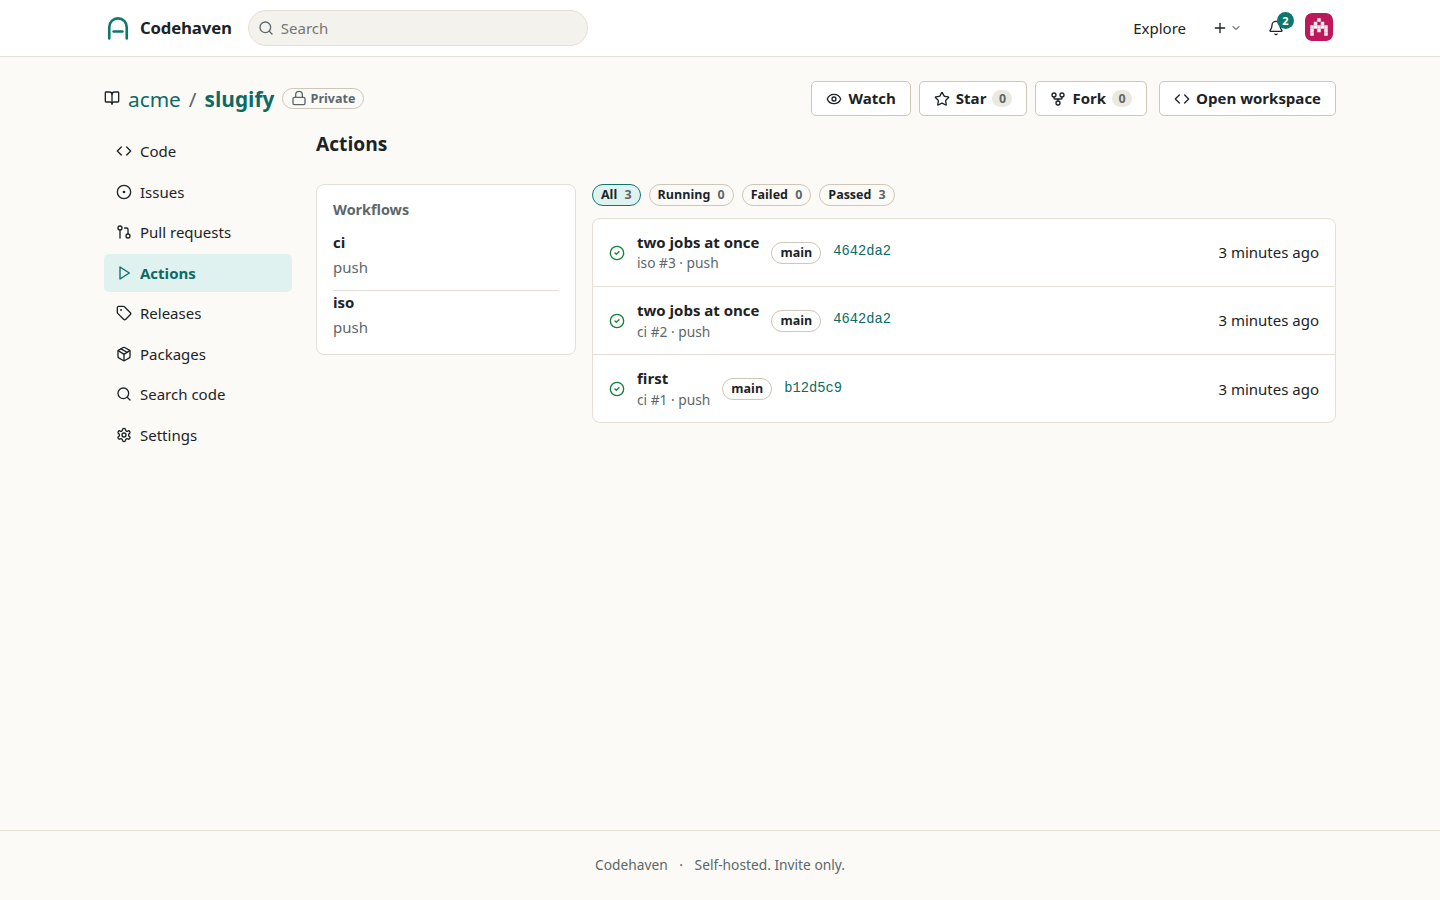 Codehaven
Search
Explore
2
acme / slugify
Private
Watch
Star 0
Fork 0
Open workspace
Code
Issues
Pull requests
Actions
Releases
Packages
Search code
Settings
Actions
Workflows
ci
push
iso
push
All 3
Running 0
Failed 0
Passed 3
two jobs at once
iso #3 · push
main
4642da2
3 minutes ago
two jobs at once
ci #2 · push
main
4642da2
3 minutes ago
first
ci #1 · push
main
b12d5c9
3 minutes ago
Codehaven · Self-hosted. Invite only.